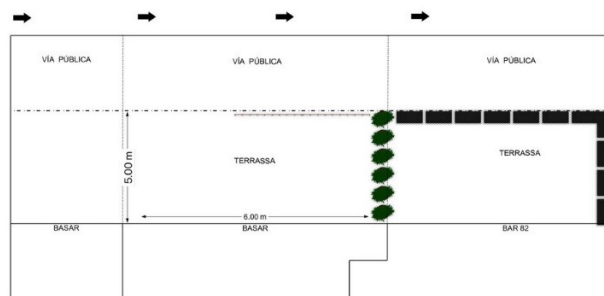 VÍA PÚBLICA
VÍA PÚBLICA
VÍA PÚBLICA
5.00 m
TERRASSA
TERRASSA
6.00 m
BASAR
BASAR
BAR 82